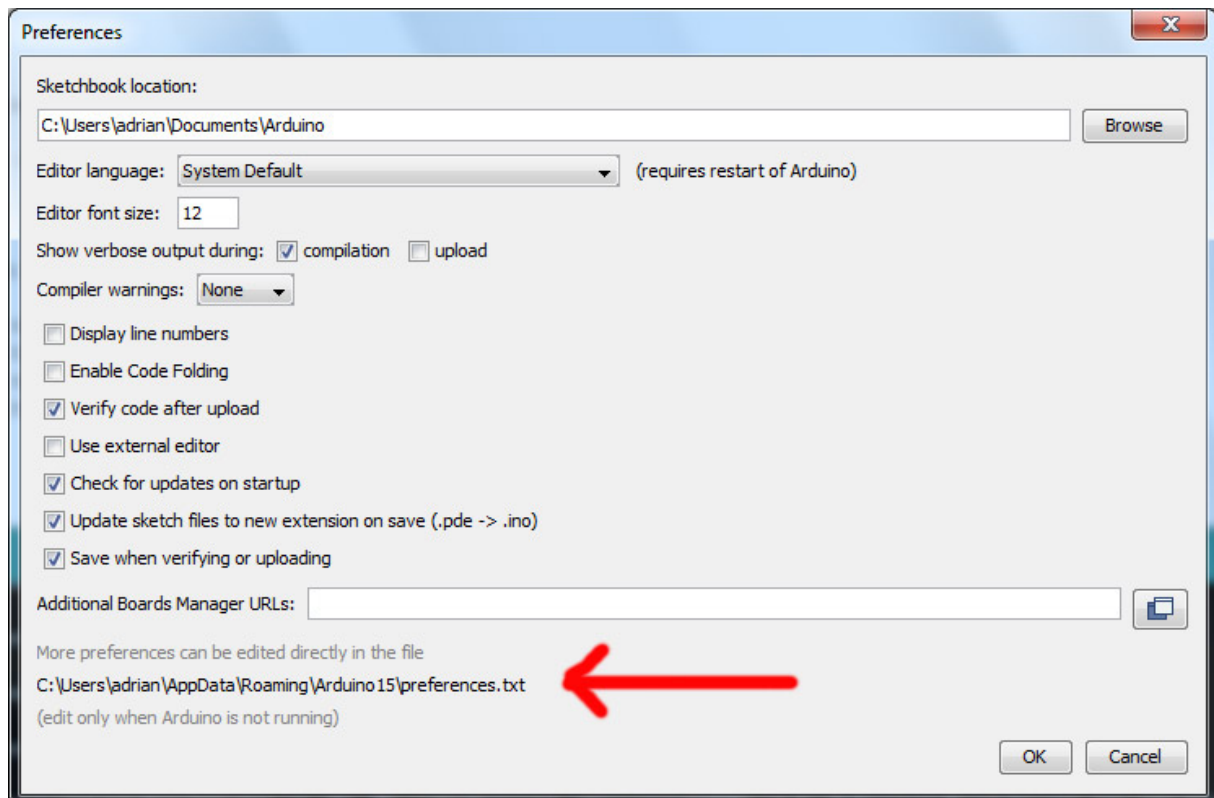 Preferences
Sketchbook location:
C:\Users\adrian\Documents\Arduino Browse
Editor language: System Default (requires restart of Arduino)
Editor font size: 12
Show verbose output during: compilation upload
Compiler warnings: None
Display line numbers
Enable Code Folding
Verify code after upload
Use external editor
Check for updates on startup
Update sketch files to new extension on save (.pde -> .ino)
Save when verifying or uploading
Additional Boards Manager URLs:
More preferences can be edited directly in the file
C:\Users\adrian\AppData\Roaming\Arduino15\preferences.txt
(edit only when Arduino is not running)
OK Cancel